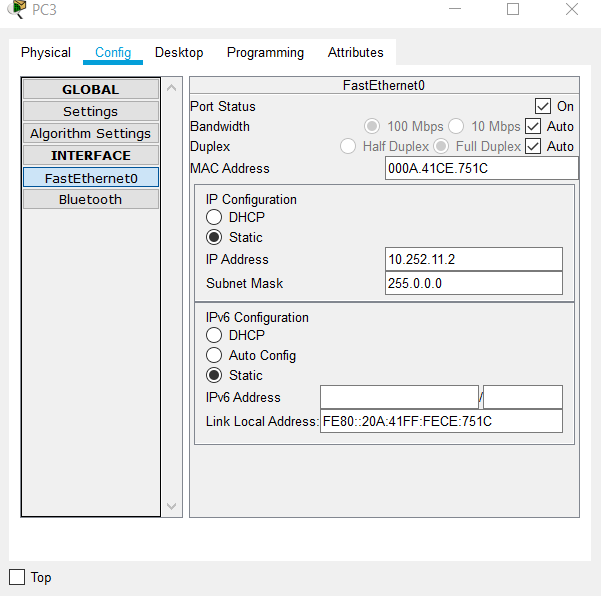 PC3
Physical Config Desktop Programming Attributes
GLOBAL
Settings
Algorithm Settings
INTERFACE
FastEthernet0
Bluetooth
FastEthernet0
Port Status On
Bandwidth 100 Mbps 10 Mbps Auto
Duplex Half Duplex Full Duplex Auto
MAC Address 000A.41CE.751C
IP Configuration
DHCP
Static
IP Address 10.252.11.2
Subnet Mask 255.0.0.0
IPv6 Configuration
DHCP
Auto Config
Static
IPv6 Address /
Link Local Address: FE80::20A:41FF:FECE:751C
Top